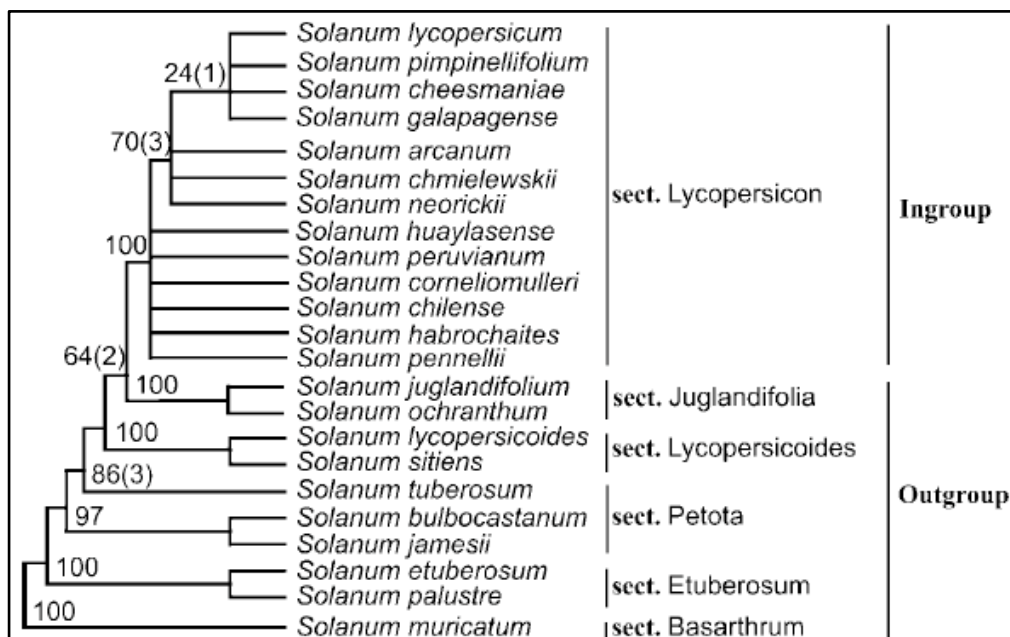 Solanum lycopersicum
Solanum pimpinellifolium
24(1)
Solanum cheesmaniae
Solanum galapagense
70(3)
Solanum arcanum
Solanum chmielewskii
sect. Lycopersicon
Solanum neorickii
Ingroup
Solanum huaylasense
100
Solanum peruvianum
Solanum corneliomulleri
Solanum chilense
Solanum habrochaites
64(2)
Solanum pennellii
100
Solanum juglandifolium
sect. Juglandifolia
Solanum ochranthum
100
Solanum lycopersicoides
sect. Lycopersicoides
Solanum sitiens
86(3)
Solanum tuberosum
Outgroup
97
Solanum bulbocastanum
sect. Petota
Solanum jamesii
100
Solanum etuberosum
sect. Etuberosum
Solanum palustre
100
Solanum muricatum
sect. Basarthrum